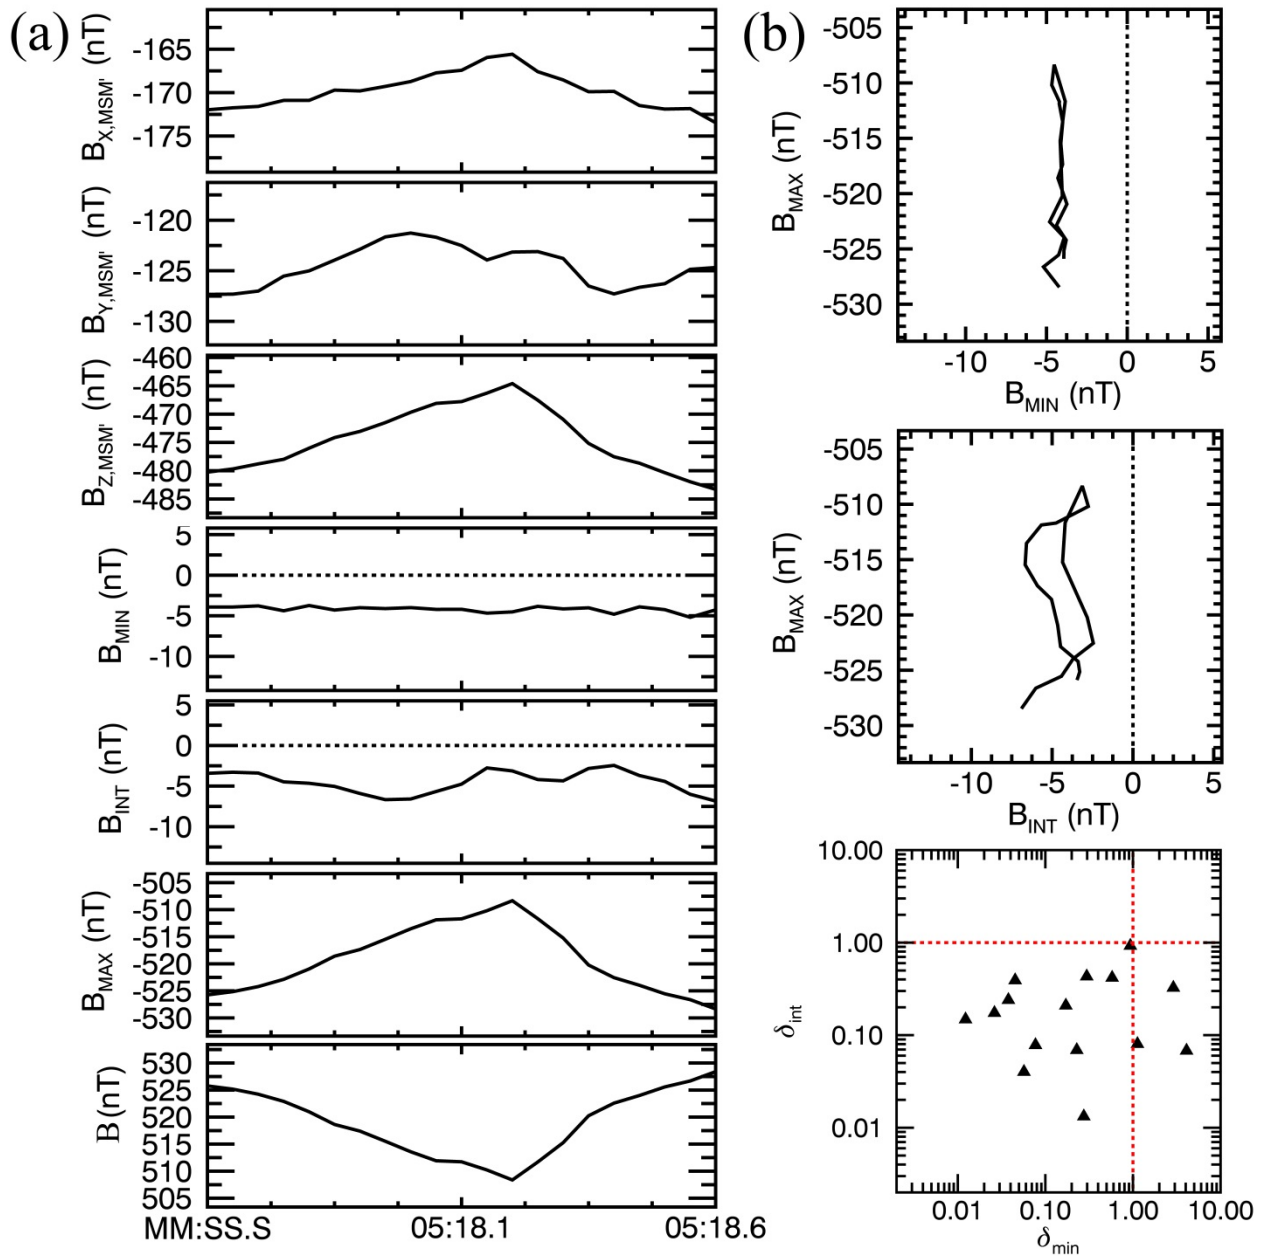 (a)
B_X,MSM' (nT)
-165
-170
-175
B_Y,MSM' (nT)
-120
-125
-130
B_Z,MSM' (nT)
-460
-465
-470
-475
-480
-485
B_MIN (nT)
5
0
-5
-10
B_INT (nT)
5
0
-5
-10
B_MAX (nT)
-505
-510
-515
-520
-525
-530
B (nT)
530
525
520
515
510
505
MM:SS.S 05:18.1 05:18.6
(b)
B_MAX (nT)
-505
-510
-515
-520
-525
-530
-10 -5 0 5
B_MIN (nT)
B_MAX (nT)
-505
-510
-515
-520
-525
-530
-10 -5 0 5
B_INT (nT)
δ_int
10.00
1.00
0.10
0.01
0.01 0.10 1.00 10.00
δ_min